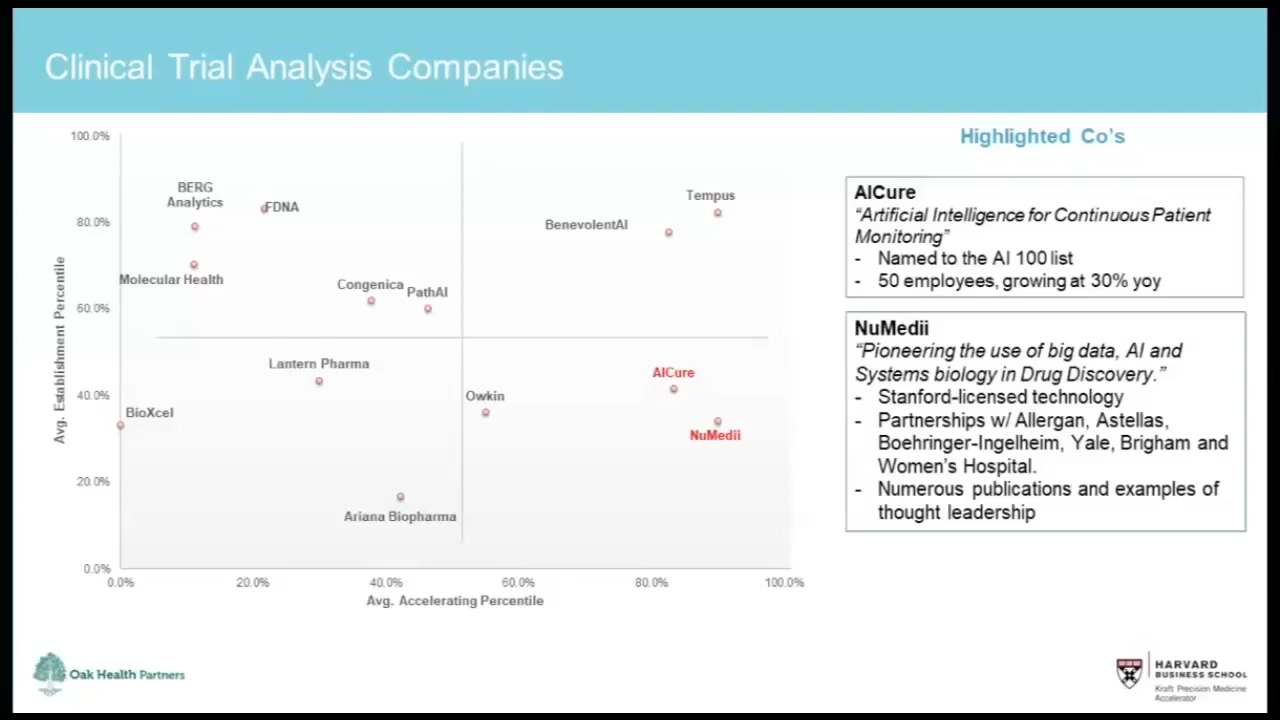 Clinical Trial Analysis Companies
100.0%
80.0%
60.0%
40.0%
20.0%
0.0%
Avg. Establishment Percentile
BERG
Analytics
FDNA
Molecular Health
Congenica
PathAI
BenevolentAI
Tempus
Lantern Pharma
BioXcel
Owkin
AICure
NuMedii
Ariana Biopharma
0.0%
20.0%
40.0%
60.0%
80.0%
100.0%
Avg. Accelerating Percentile
Highlighted Co's
AICure
“Artificial Intelligence for Continuous Patient
Monitoring”
- Named to the AI 100 list
- 50 employees, growing at 30% yoy
NuMedii
“Pioneering the use of big data, AI and
Systems biology in Drug Discovery.”
- Stanford-licensed technology
- Partnerships w/ Allergan, Astellas,
Boehringer-Ingelheim, Yale, Brigham and
Women's Hospital.
- Numerous publications and examples of
thought leadership
Oak Health Partners
HARVARD
BUSINESS SCHOOL
Kraft Precision Medicine
Accelerator